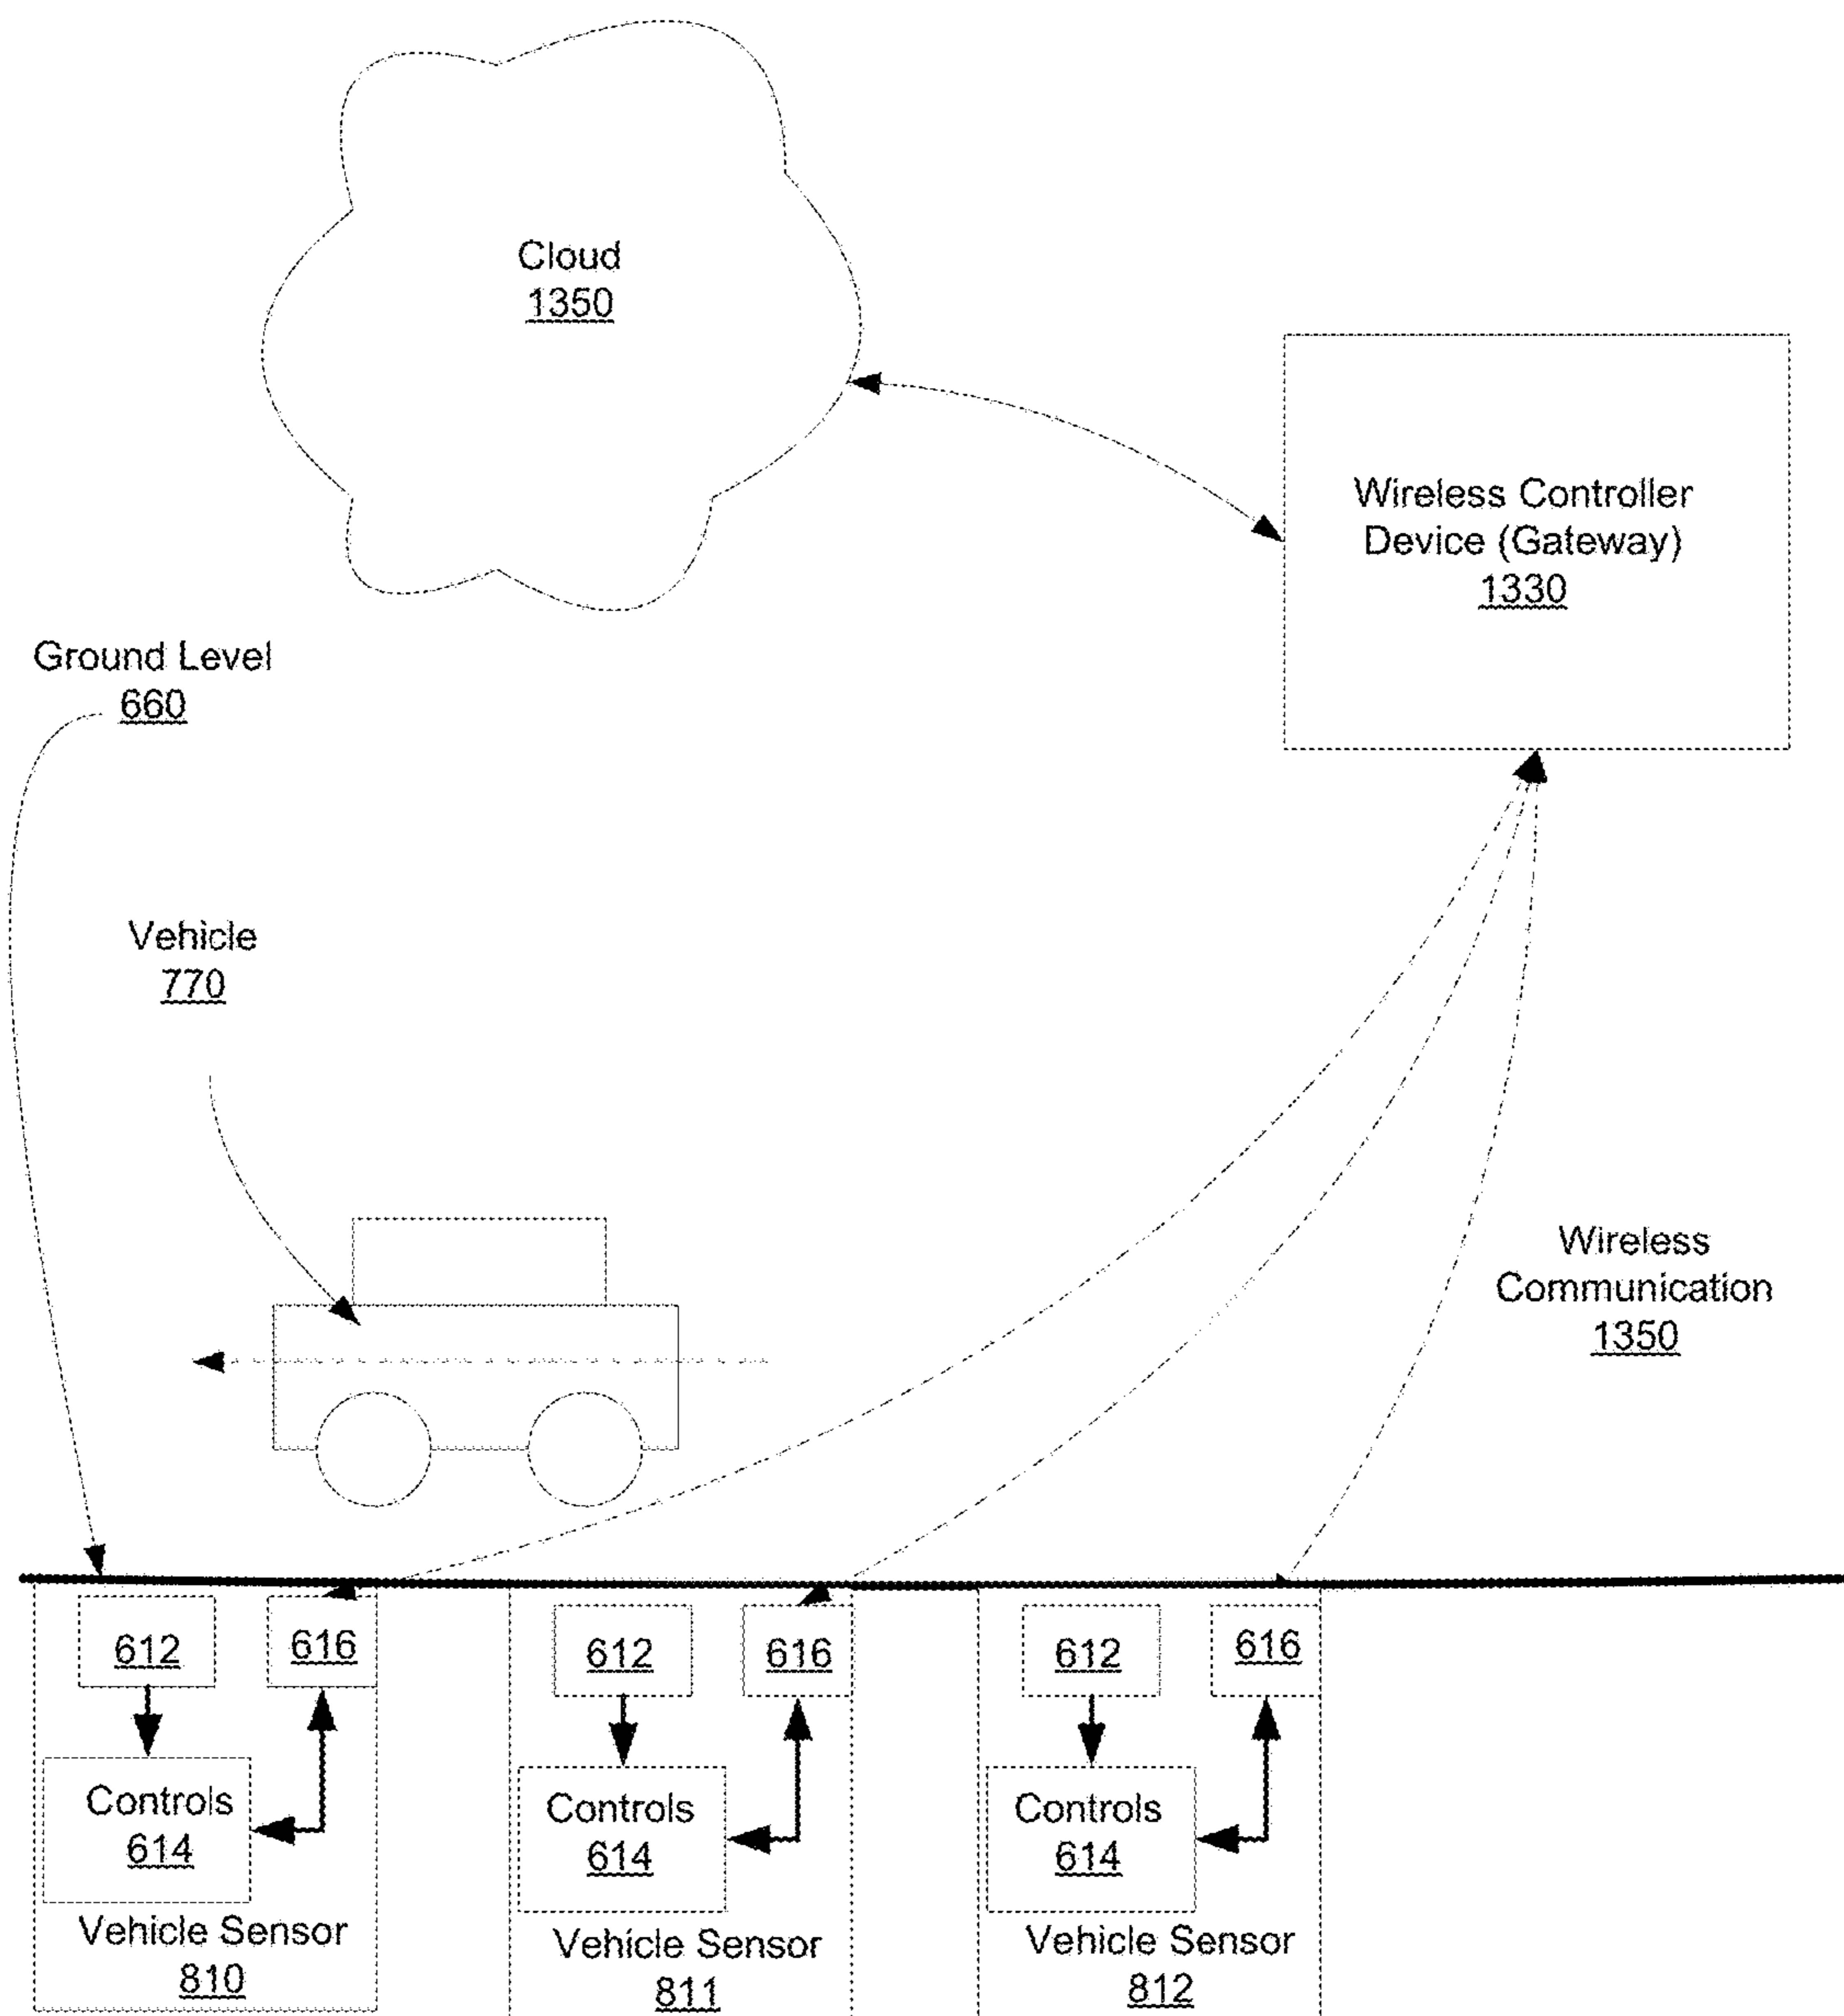 Cloud
1350
Wireless Controller
Device (Gateway)
1330
Ground Level
660
Vehicle
770
Wireless
Communication
1350
612
616
612
616
612
616
Controls
614
Controls
614
Controls
614
Vehicle Sensor
810
Vehicle Sensor
811
Vehicle Sensor
812